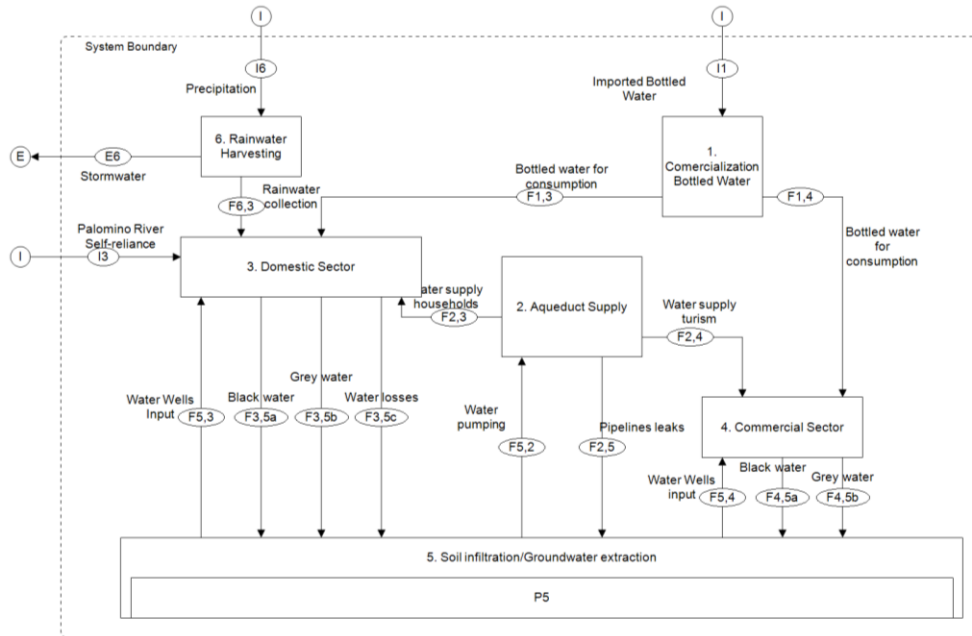 I
I
System Boundary
I6
I1
Precipitation
Imported Bottled
Water
6. Rainwater
Harvesting
1.
Comercialization
Bottled Water
E
E6
Stormwater
Rainwater
collection
F6,3
Bottled water for
consumption
F1,3
F1,4
Palomino River
Self-reliance
I
I3
Bottled water
for
consumption
3. Domestic Sector
ater supply
households
F2,3
2. Aqueduct Supply
Water supply
turism
F2,4
Grey water
Water Wells
Input
Black water
Water losses
F5,3
F3,5a
F3,5b
F3,5c
Water
pumping
F5,2
Pipelines leaks
F2,5
4. Commercial Sector
Black water
Grey water
Water Wells
input
F5,4
F4,5a
F4,5b
5. Soil infiltration/Groundwater extraction
P5